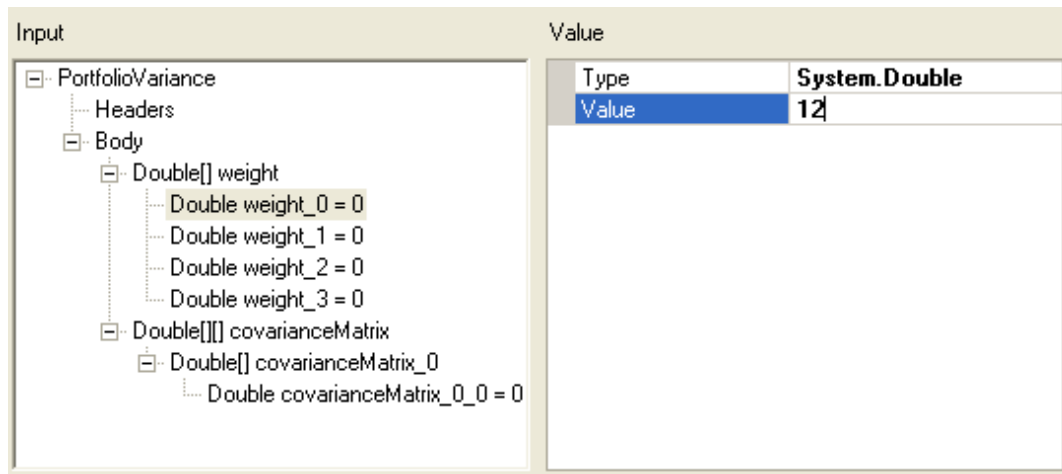 Input
PortfolioVariance
Headers
Body
Double[] weight
Double weight_0 = 0
Double weight_1 = 0
Double weight_2 = 0
Double weight_3 = 0
Double[][] covarianceMatrix
Double[] covarianceMatrix_0
Double covarianceMatrix_0_0 = 0
Value
Type System.Double
Value 12